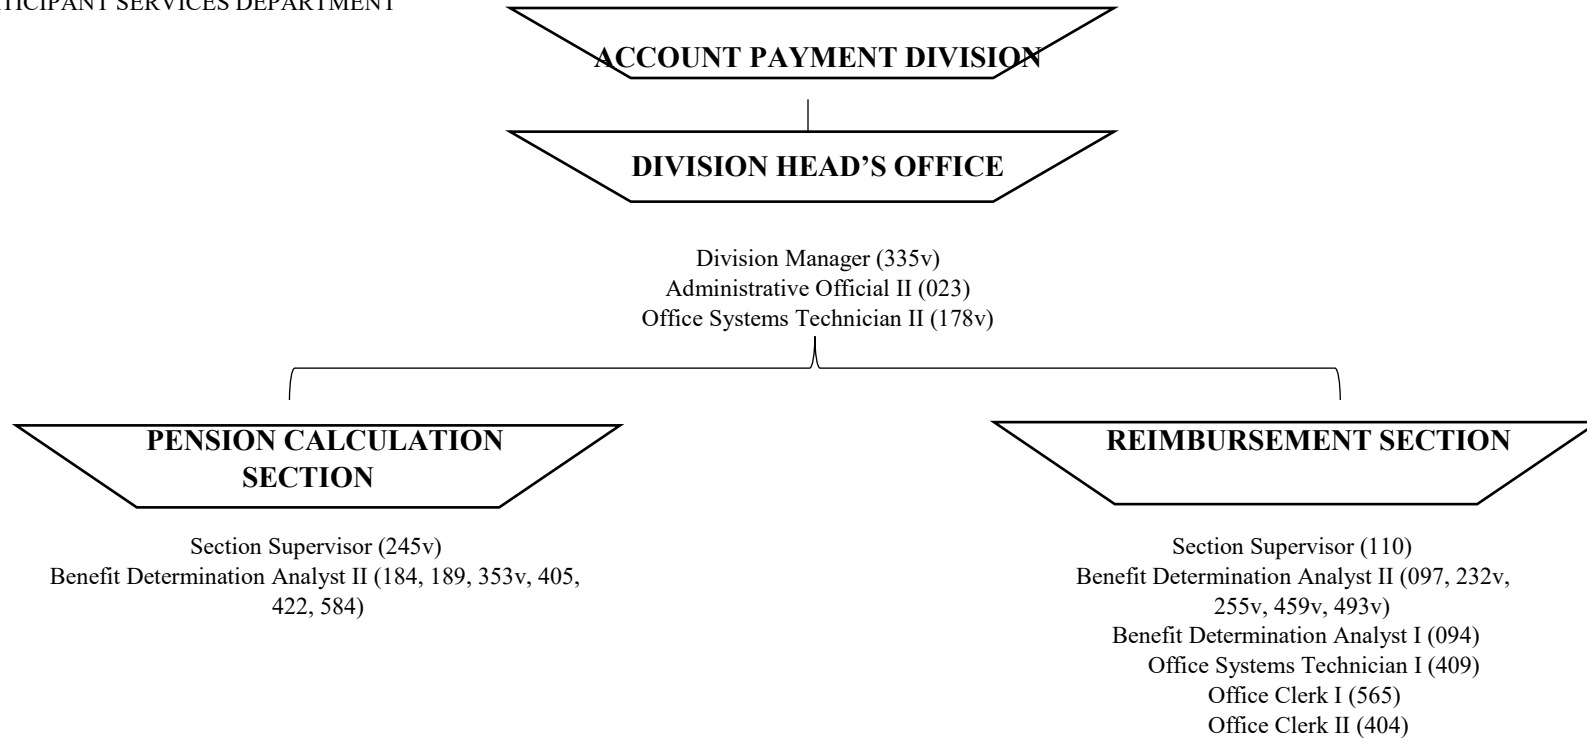 SERVICES DEPARTMENT
ACCOUNT PAYMENT DIVISION
DIVISION HEAD’S OFFICE
Division Manager (335v)
Administrative Official II (023)
Office Systems Technician II (178v)
PENSION CALCULATION
SECTION
Section Supervisor (245v)
Benefit Determination Analyst II (184, 189, 353v, 405,
422, 584)
REIMBURSEMENT SECTION
Section Supervisor (110)
Benefit Determination Analyst II (097, 232v,
255v, 459v, 493v)
Benefit Determination Analyst I (094)
Office Systems Technician I (409)
Office Clerk I (565)
Office Clerk II (404)